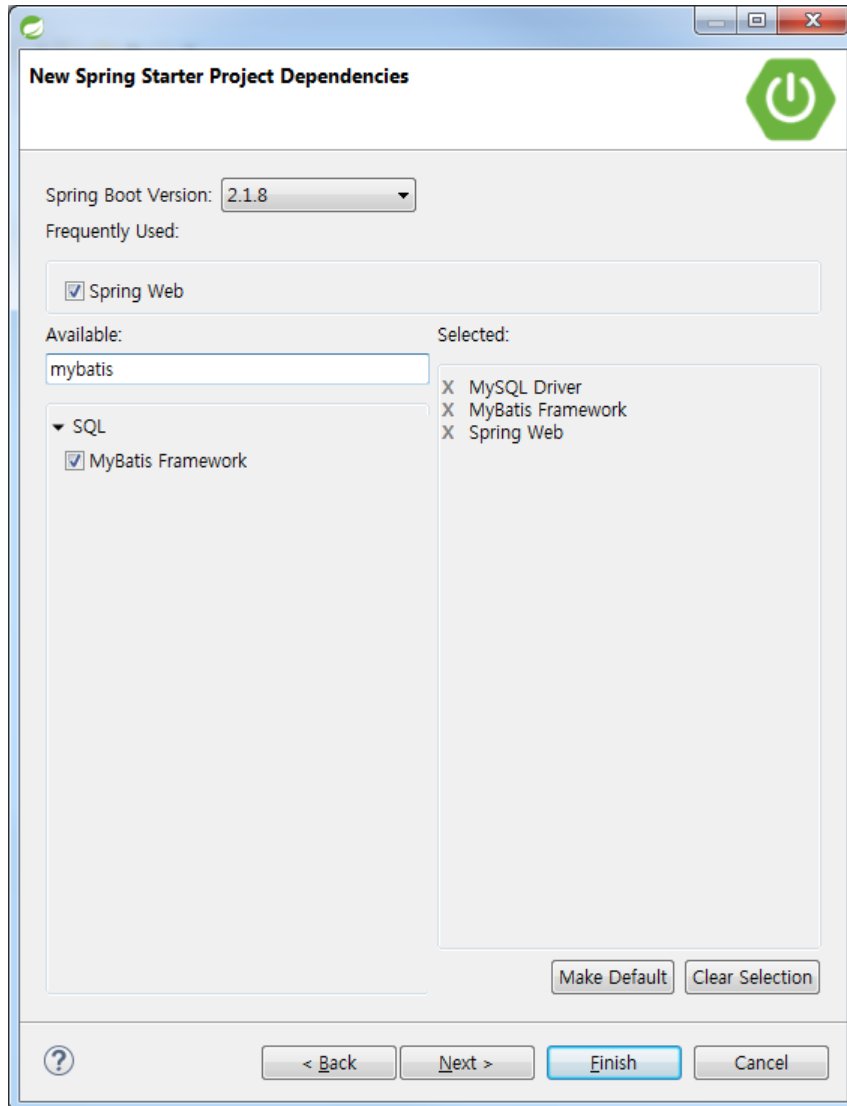 New Spring Starter Project Dependencies
Spring Boot Version: 2.1.8
Frequently Used:
Spring Web
Available:
mybatis
SQL
MyBatis Framework
Selected:
X MySQL Driver
X MyBatis Framework
X Spring Web
Make Default Clear Selection
? < Back Next > Finish Cancel